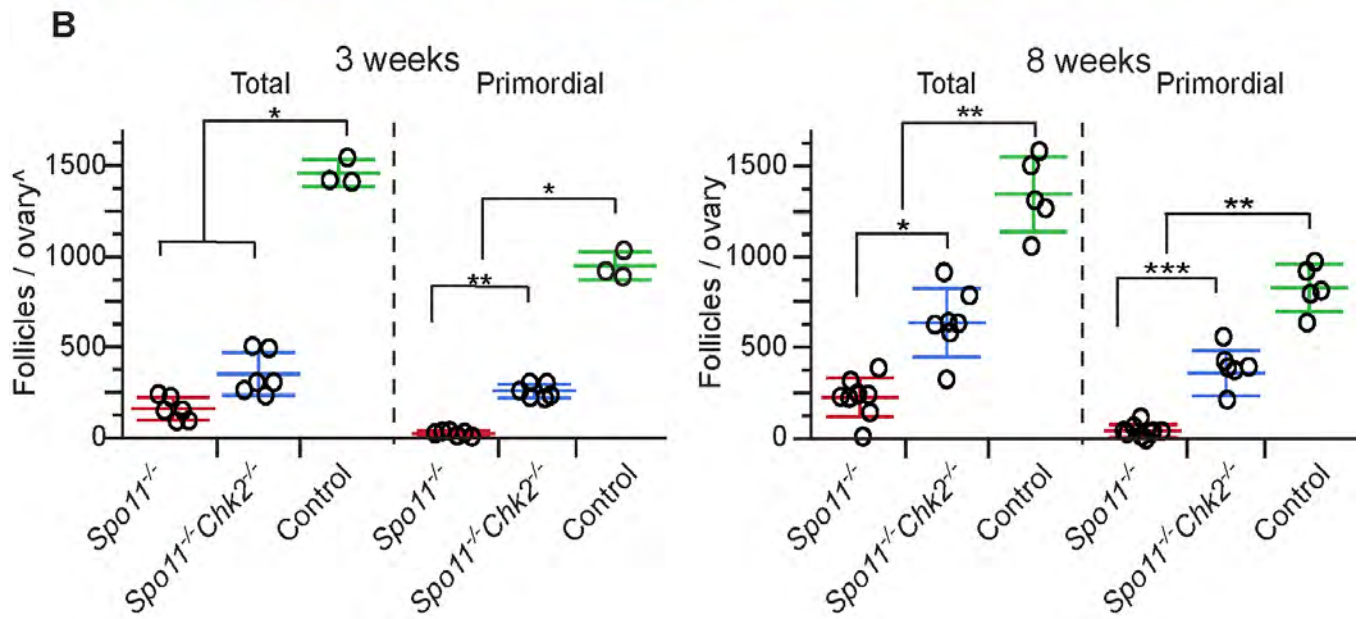 B
3 weeks
Total
Primordial
Follicles / ovary^
1500
1000
500
0
*
**
*
Spo11-/-
Spo11-/-Chk2-/-
Control
Spo11-/-
Spo11-/-Chk2-/-
Control
8 weeks
Total
Primordial
Follicles / ovary
1500
1000
500
0
*
**
***
**
Spo11-/-
Spo11-/-Chk2-/-
Control
Spo11-/-
Spo11-/-Chk2-/-
Control